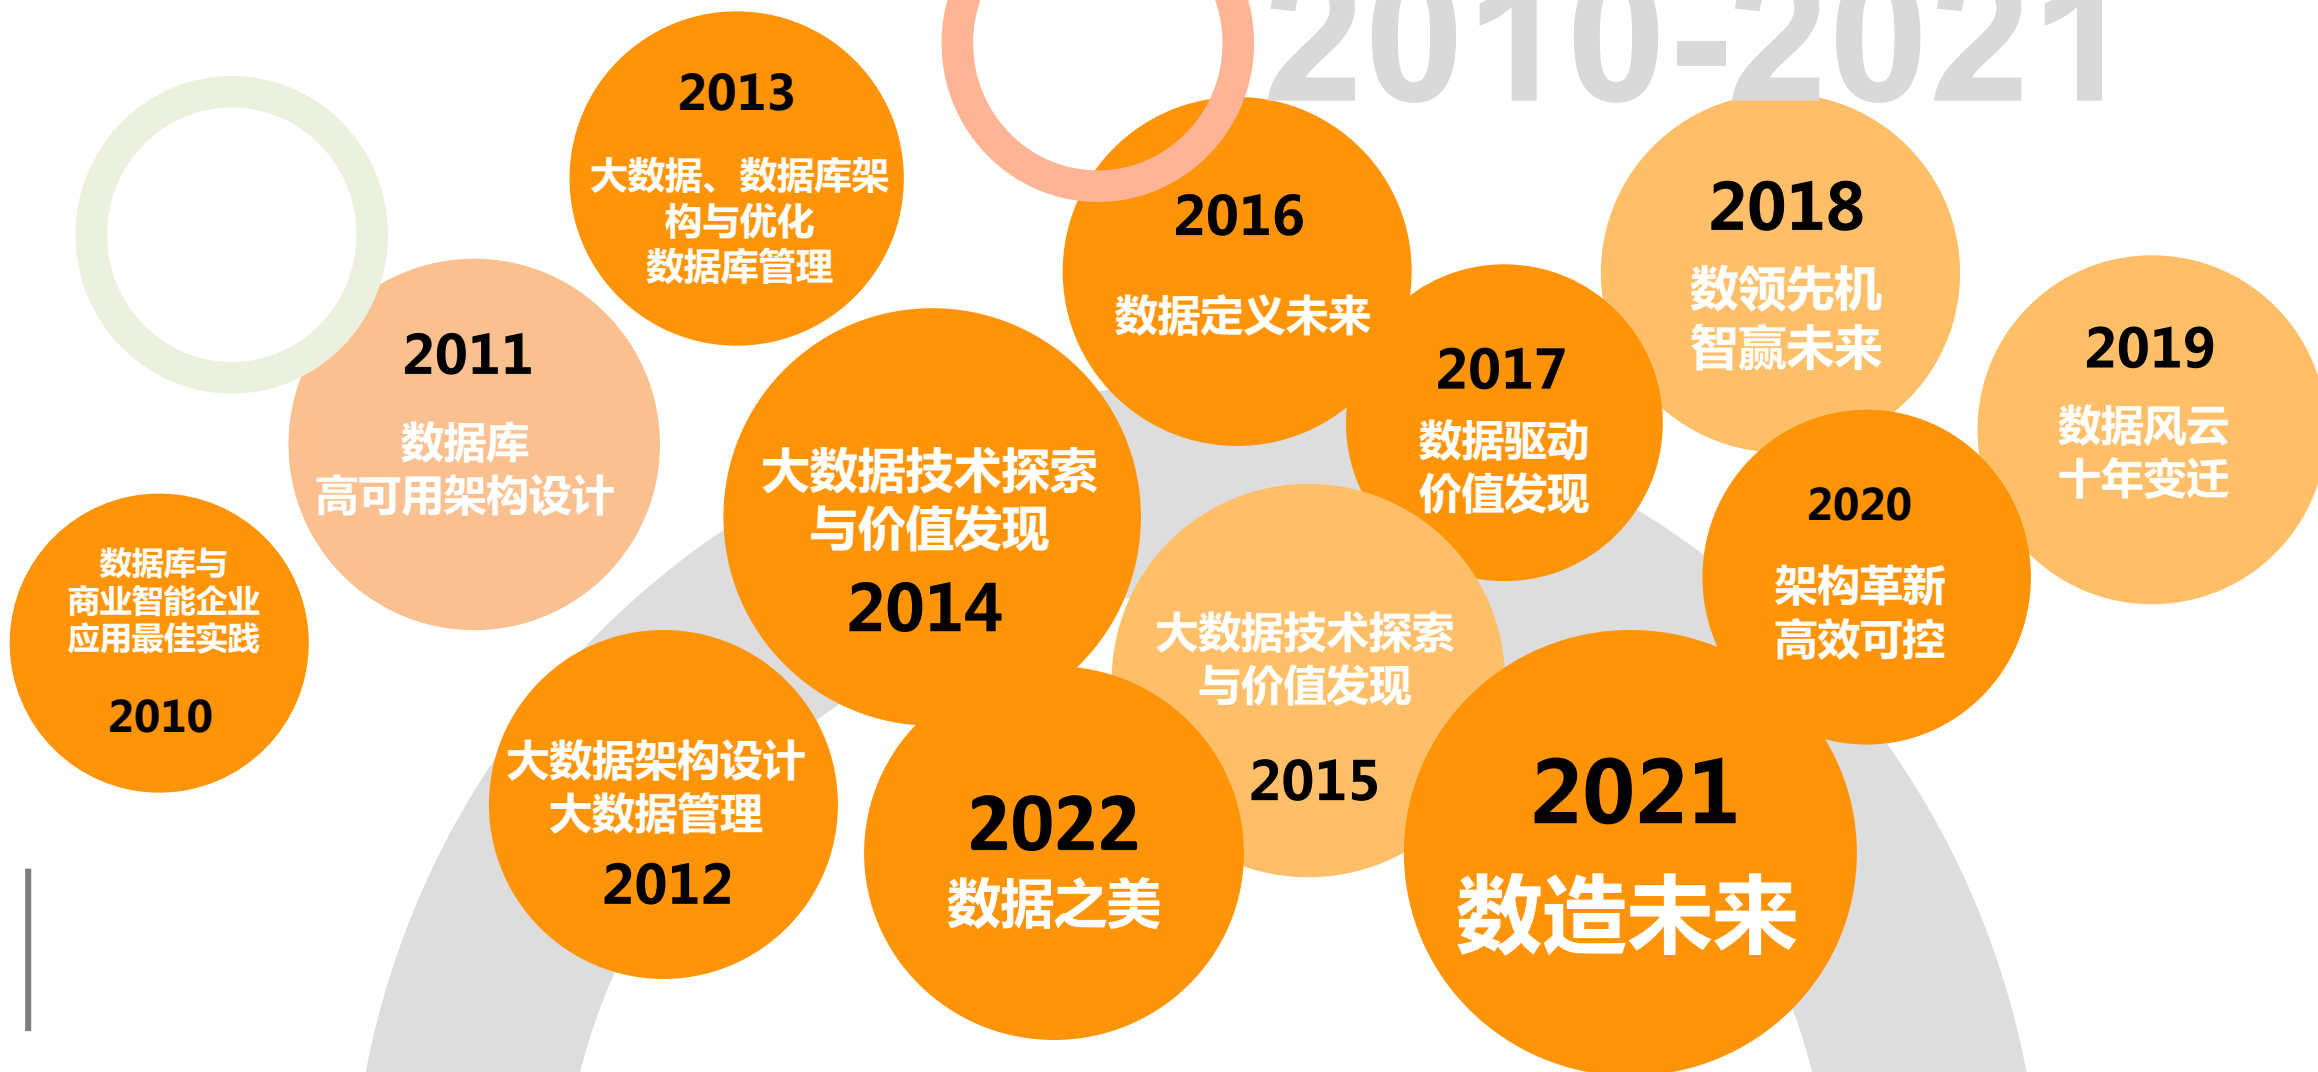 2010-2021
2013
大数据、数据库架
构与优化
数据库管理
2016
数据定义未来
2018
数领先机
智赢未来
2011
数据库
高可用架构设计
2017
数据驱动
价值发现
2019
数据风云
十年变迁
大数据技术探索
与价值发现
2014
2020
架构革新
高效可控
数据库与
商业智能企业
应用最佳实践
2010
大数据技术探索
与价值发现
2015
大数据架构设计
大数据管理
2012
2022
数据之美
2021
数造未来